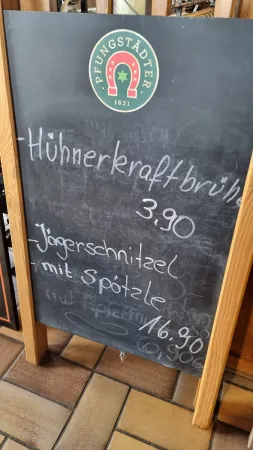 PFUNGSTÄDTER
1831
- Hühnerkraftbrühe
3,90
Jägerschnitzel
- mit Spätzle
16.90